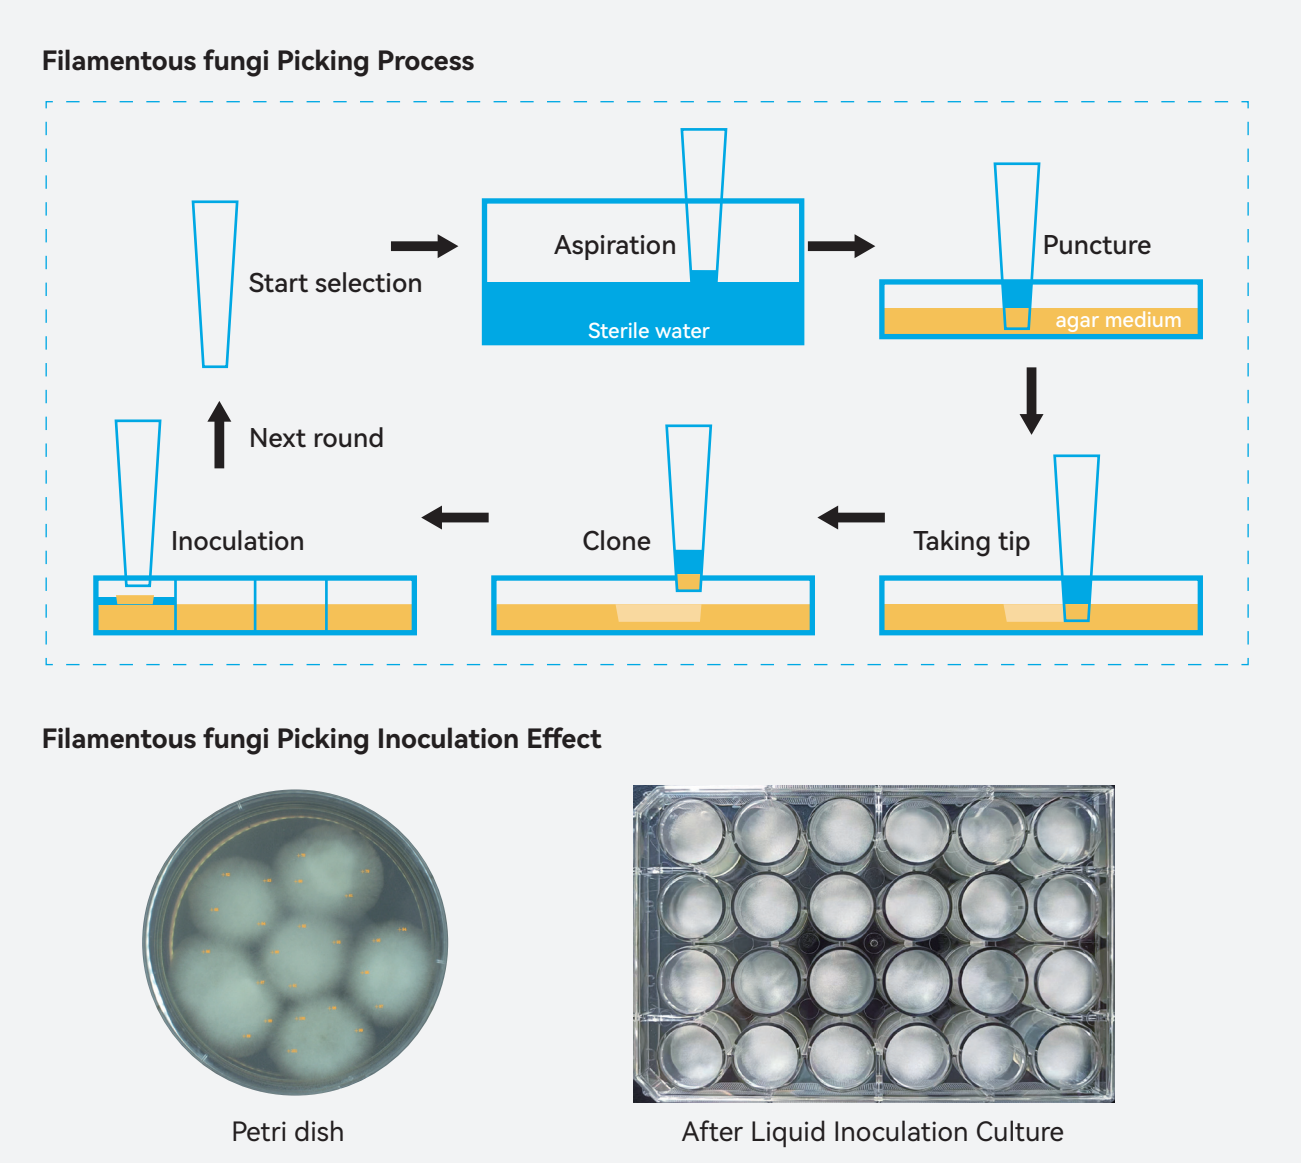 Filamentous fungi Picking Process
Start selection
Aspiration
Sterile water
Puncture
agar medium
Next round
Inoculation
Clone
Taking tip
Filamentous fungi Picking Inoculation Effect
Petri dish
After Liquid Inoculation Culture